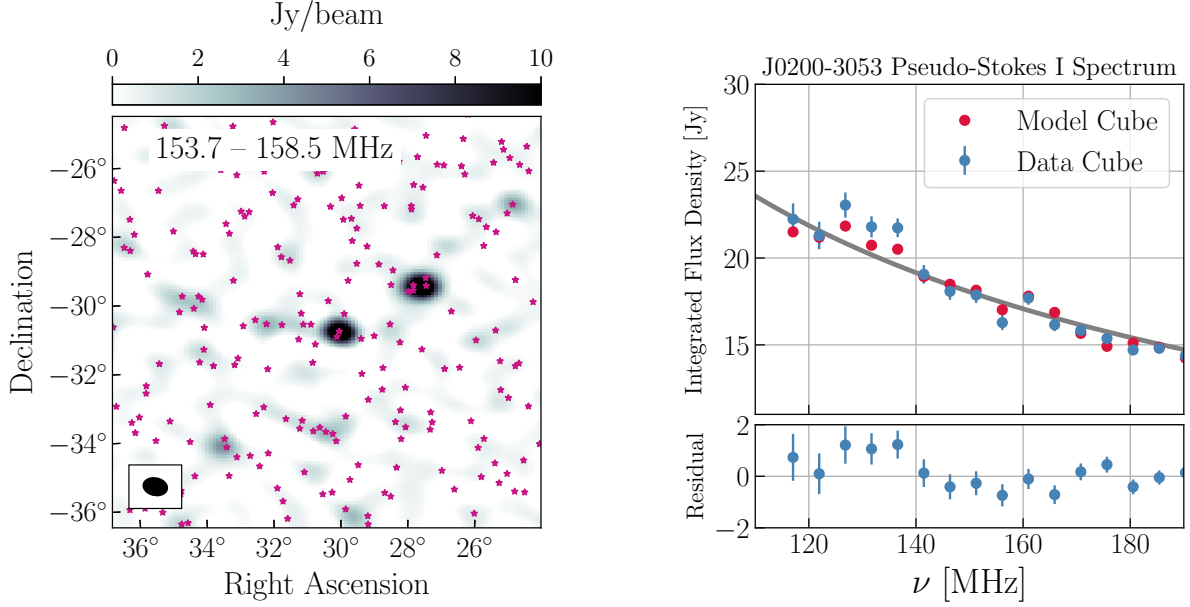 Jy/beam
0 2 4 6 8 10
153.7 – 158.5 MHz
−26°
−28°
−30°
−32°
−34°
−36°
Declination
36° 34° 32° 30° 28° 26°
Right Ascension
J0200-3053 Pseudo-Stokes I Spectrum
Model Cube
Data Cube
30
25
20
15
Integrated Flux Density [Jy]
2
0
−2
Residual
120 140 160 180
ν [MHz]